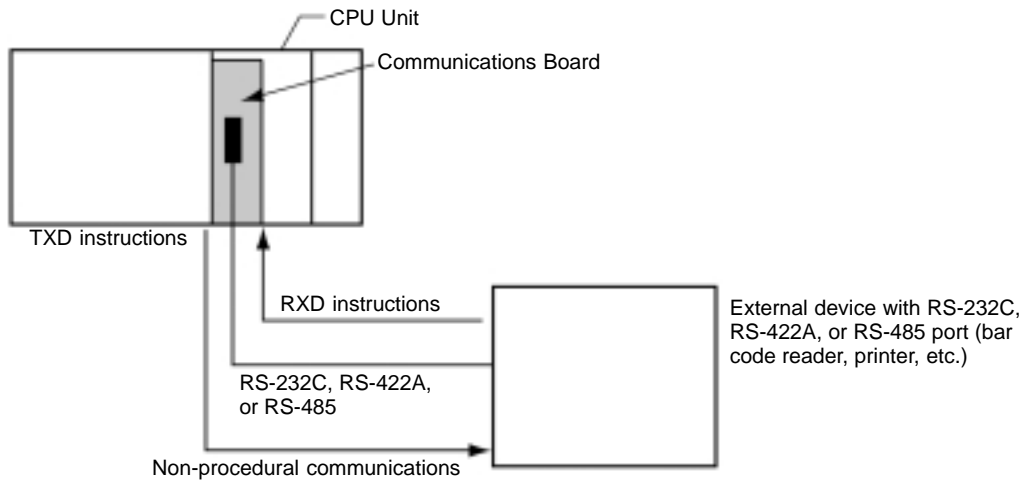 CPU Unit
Communications Board
TXD instructions
RXD instructions
External device with RS-232C,
RS-422A, or RS-485 port (bar
code reader, printer, etc.)
RS-232C, RS-422A,
or RS-485
Non-procedural communications